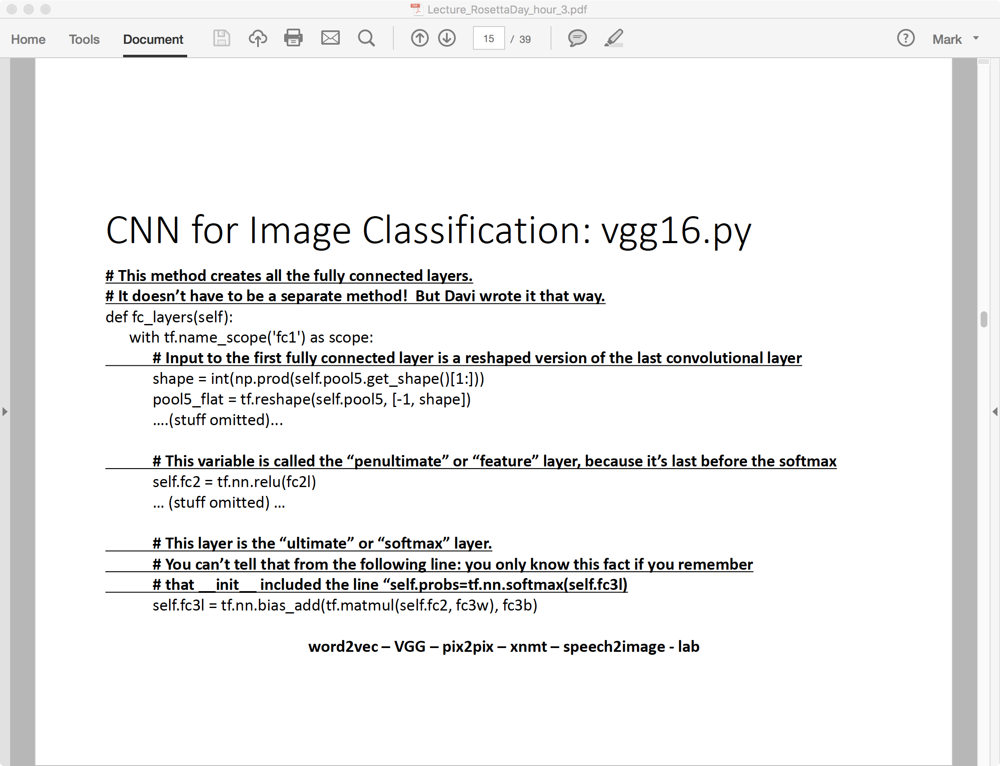 Lecture_RosettaDay_hour_3.pdf
Home Tools Document 15 / 39 Mark
CNN for Image Classification: vgg16.py
# This method creates all the fully connected layers.
# It doesn’t have to be a separate method!  But Davi wrote it that way.
def fc_layers(self):
with tf.name_scope('fc1') as scope:
# Input to the first fully connected layer is a reshaped version of the last convolutional layer
shape = int(np.prod(self.pool5.get_shape()[1:]))
pool5_flat = tf.reshape(self.pool5, [-1, shape])
....(stuff omitted)...
# This variable is called the “penultimate” or “feature” layer, because it’s last before the softmax
self.fc2 = tf.nn.relu(fc2l)
... (stuff omitted) ...
# This layer is the “ultimate” or “softmax” layer.
# You can’t tell that from the following line: you only know this fact if you remember
# that __init__ included the line “self.probs=tf.nn.softmax(self.fc3l)
self.fc3l = tf.nn.bias_add(tf.matmul(self.fc2, fc3w), fc3b)
word2vec – VGG – pix2pix – xnmt – speech2image - lab